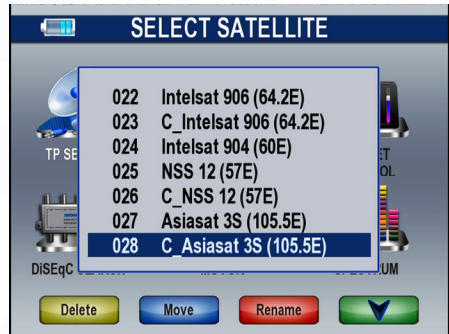 SELECT SATELLITE
022 Intelsat 906 (64.2E)
023 C_Intelsat 906 (64.2E)
024 Intelsat 904 (60E)
025 NSS 12 (57E)
026 C_NSS 12 (57E)
027 Asiasat 3S (105.5E)
028 C_Asiasat 3S (105.5E)
TP SE
DiSEqC
Delete Move Rename